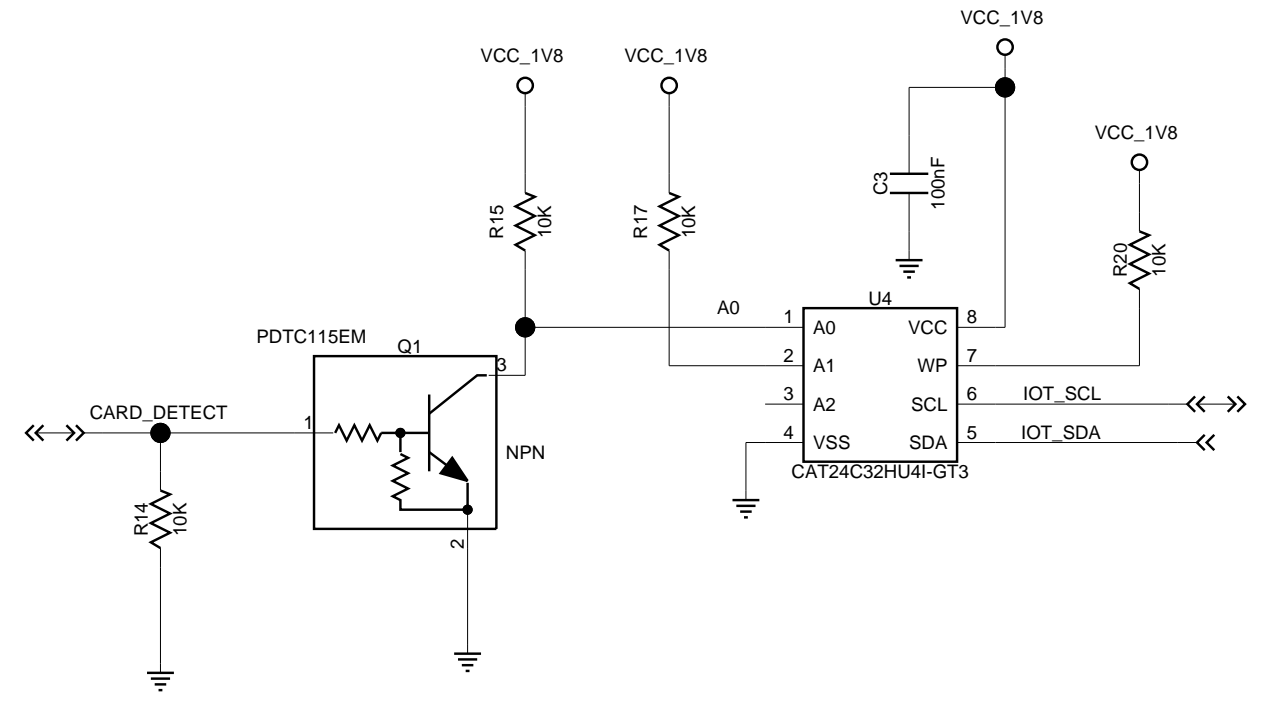 VCC_1V8
VCC_1V8
VCC_1V8
VCC_1V8
C3
100nF
R15
10K
R17
10K
R20
10K
U4
A0
1
A0
VCC
8
2
A1
WP
7
3
A2
SCL
6
IOT_SCL
4
VSS
SDA
5
IOT_SDA
CAT24C32HU4I-GT3
PDTC115EM
Q1
3
CARD_DETECT
1
NPN
2
R14
10K